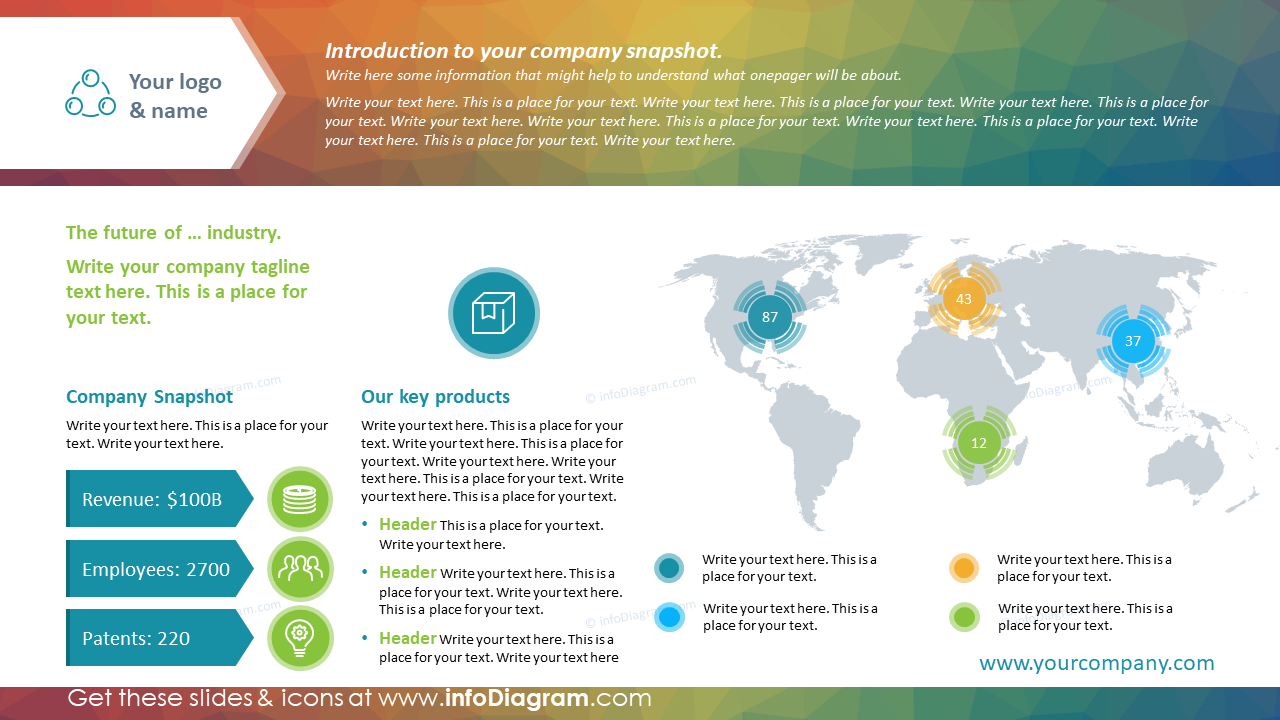 Your logo
& name
Introduction to your company snapshot.
Write here some information that might help to understand what onepager will be about.
Write your text here. This is a place for your text. Write your text here. This is a place for your text. Write your text here. This is a place for
your text. Write your text here. Write your text here. This is a place for your text. Write your text here. This is a place for your text. Write
your text here. This is a place for your text. Write your text here.
The future of ... industry.
Write your company tagline
text here. This is a place for
your text.
Company Snapshot
© infoDiagram.com
Write your text here. This is a place for your
text. Write your text here.
Revenue: $100B
Employees: 2700
Patents: 220
© infoDiagram.com
Our key products
Write your text here. This is a place for your
text. Write your text here. This is a place for
your text. Write your text here. Write your
text here. This is a place for your text. Write
your text here. This is a place for your text.
• Header This is a place for your text.
Write your text here.
• Header Write your text here. This is a
place for your text. Write your text here.
This is a place for your text.
• Header Write your text here. This is a
place for your text. Write your text here
87
43
37
12
© infoDiagram.com
© infoDiagram.com
Write your text here. This is a
place for your text.
Write your text here. This is a
place for your text.
© infoDiagram.com
Write your text here. This is a
place for your text.
Write your text here. This is a
place for your text.
© infoDiagram.com
www.yourcompany.com
Get these slides & icons at www.infoDiagram.com